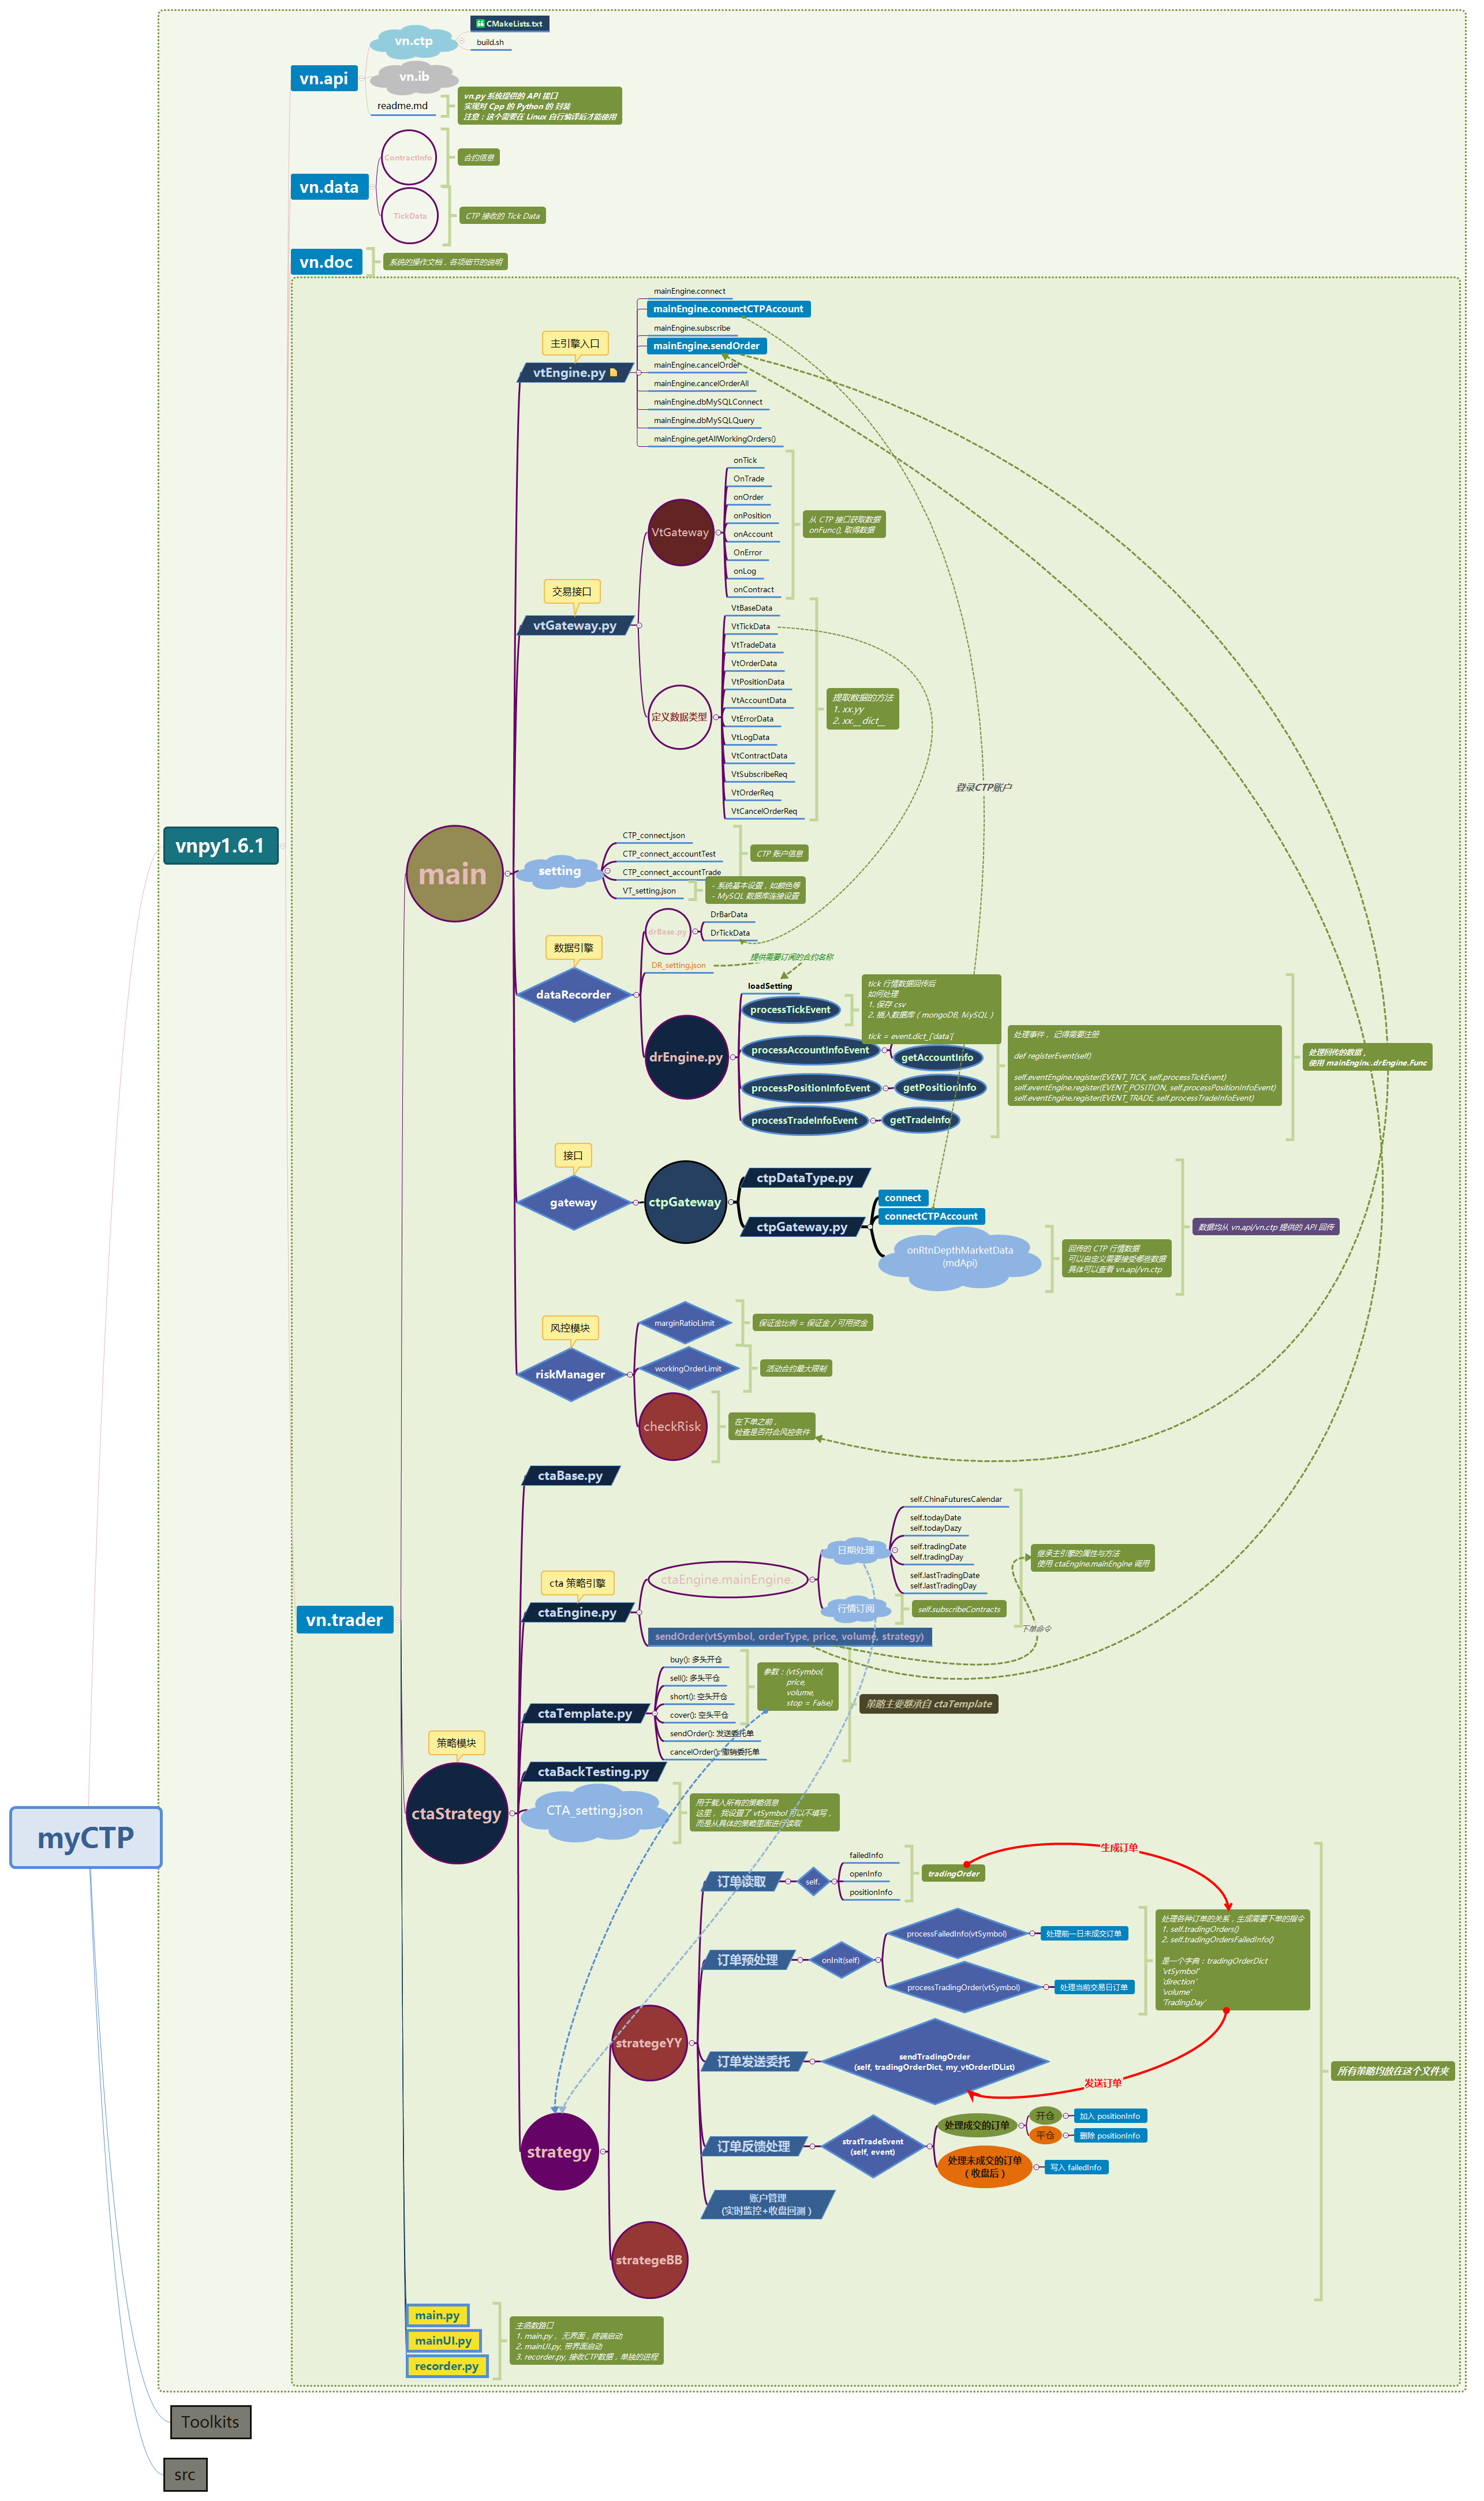 CMakeLists.txt
vn.ctp
build.sh
vn.api
vn.ib
readme.md
vn.py 系统提供的 API 接口
实现对 Cpp 的 Python 的 封装
注意：这个需要在 Linux 自行编译后才能使用
ContractInfo
合约信息
vn.data
TickData
CTP 接收的 Tick Data
vn.doc
系统的操作文档，各项细节的说明
mainEngine.connect
mainEngine.connectCTPAccount
mainEngine.subscribe
主引擎入口
mainEngine.sendOrder
mainEngine.cancelOrder
vtEngine.py
mainEngine.cancelOrderAll
mainEngine.dbMySQLConnect
mainEngine.dbMySQLQuery
mainEngine.getAllWorkingOrders()
onTick
OnTrade
onOrder
onPosition
VtGateway
从 CTP 接口获取数据
onFunc(), 取得数据
onAccount
OnError
onLog
onContract
交易接口
vtGateway.py
VtBaseData
VtTickData
VtTradeData
VtOrderData
VtPositionData
VtAccountData
定义数据类型
提取数据的方法
1. xx.yy
2. xx.__dict__
VtErrorData
VtLogData
VtContractData
VtSubscribeReq
VtOrderReq
VtCancelOrderReq
登录CTP账户
vnpy1.6.1
main
CTP_connect.json
CTP_connect_accountTest
CTP 账户信息
setting
CTP_connect_accountTrade
VT_setting.json
- 系统基本设置，如颜色等
- MySQL 数据库连接设置
drBase.py
DrBarData
DrTickData
数据引擎
DR_setting.json
提供需要订阅的合约名称
dataRecorder
loadSetting
processTickEvent
tick 行情数据回传后
如何处理
1. 保存 csv
2. 插入数据库（mongoDB, MySQL）
tick = event.dict_['data']'
drEngine.py
processAccountInfoEvent
getAccountInfo
processPositionInfoEvent
getPositionInfo
processTradeInfoEvent
getTradeInfo
处理事件， 记得需要注册
def registerEvent(self)
self.eventEngine.register(EVENT_TICK, self.processTickEvent)
self.eventEngine.register(EVENT_POSITION, self.processPositionInfoEvent)
self.eventEngine.register(EVENT_TRADE, self.processTradeInfoEvent)
处理回传的数据，
使用 mainEngine.drEngine.Func
接口
gateway
ctpGateway
ctpDataType.py
ctpGateway.py
connect
connectCTPAccount
onRtnDepthMarketData
(mdApi)
回传的 CTP 行情数据
可以自定义需要接受哪些数据
具体可以查看 vn.api/vn.ctp
数据均从 vn.api/vn.ctp 提供的 API 回传
风控模块
riskManager
marginRatioLimit
保证金比例 = 保证金 / 可用资金
workingOrderLimit
活动合约最大限制
checkRisk
在下单之前，
检查是否符合风控条件
vn.trader
ctaBase.py
self.ChinaFuturesCalendar
self.todayDate
self.todayDazy
日期处理
self.tradingDate
self.tradingDay
继承主引擎的属性与方法
使用 ctaEngine.mainEngine 调用
self.lastTradingDate
self.lastTradingDay
cta 策略引擎
ctaEngine.mainEngine.
行情订阅
self.subscribeContracts
ctaEngine.py
下单命令
sendOrder(vtSymbol, orderType, price, volume, strategy)
buy(): 多头开仓
sell(): 多头平仓
short(): 空头开仓
cover(): 空头平仓
参数：(vtSymbol,
price,
volume,
stop = False)
策略主要继承自 ctaTemplate
ctaTemplate.py
sendOrder(): 发送委托单
cancelOrder(): 撤销委托单
策略模块
ctaStrategy
ctaBackTesting.py
CTA_setting.json
用于载入所有的策略信息
这里， 我设置了 vtSymbol 可以不填写，
而是从具体的策略里面进行读取
myCTP
订单读取
self.
failedInfo
openInfo
positionInfo
tradingOrder
生成订单
订单预处理
onInit(self)
processFailedInfo(vtSymbol)
处理前一日未成交订单
processTradingOrder(vtSymbol)
处理当前交易日订单
处理各种订单的关系，生成需要下单的指令
1. self.tradingOrders()
2. self.tradingOrdersFailedInfo()
是一个字典：tradingOrderDict
'vtSymbol'
'direction'
'volume'
'TradingDay'
strategeYY
订单发送委托
sendTradingOrder
(self, tradingOrderDict, my_vtOrderIDList)
发送订单
所有策略均放在这个文件夹
strategy
订单反馈处理
stratTradeEvent
(self, event)
处理成交的订单
开仓
加入 positionInfo
平仓
删除 positionInfo
处理未成交的订单
（收盘后）
写入 failedInfo
账户管理
(实时监控+收盘回测）
strategeBB
main.py
mainUI.py
recorder.py
主函数路口
1. main.py， 无界面，终端启动
2. mainUI.py, 带界面启动
3. recorder.py, 接收CTP数据，单独的进程
Toolkits
src